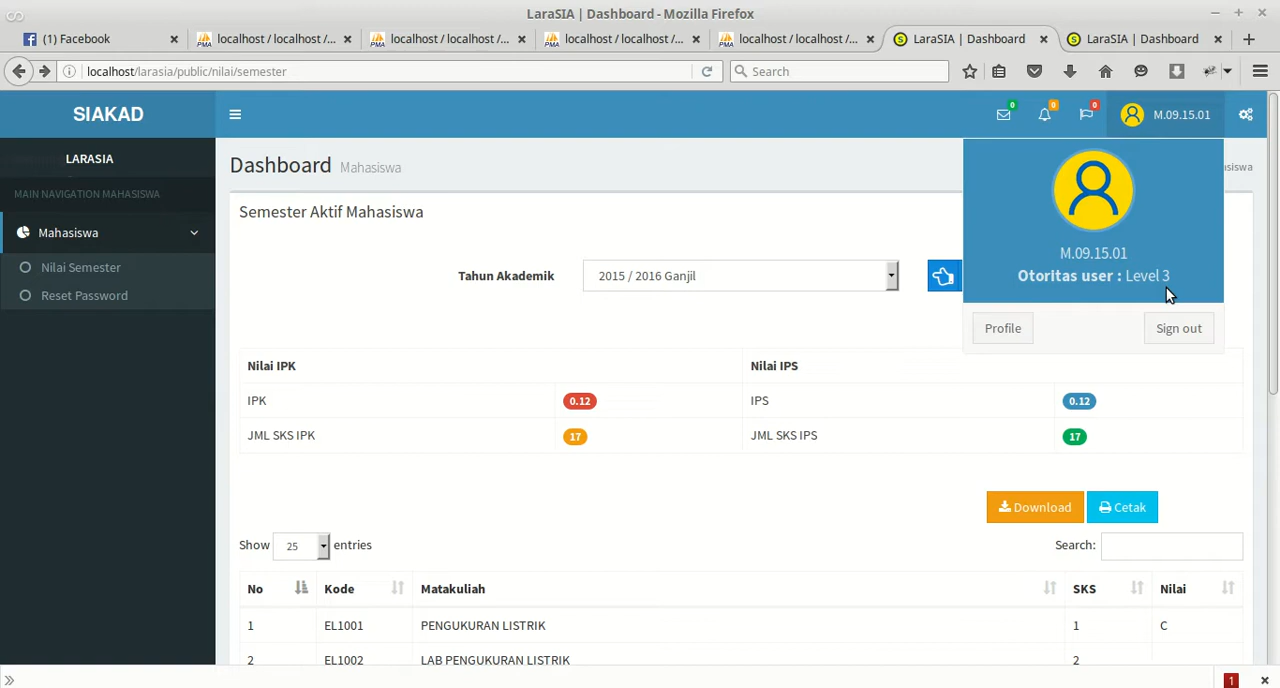 LaraSIA | Dashboard - Mozilla Firefox
(1) Facebook
localhost / localhost /...
localhost / localhost /...
localhost / localhost /...
localhost / localhost /...
LaraSIA | Dashboard
LaraSIA | Dashboard
localhost/larasia/public/nilai/semester
Search
SIAKAD
0
0
0
M.09.15.01
LARASIA
MAIN NAVIGATION MAHASISWA
Mahasiswa
Nilai Semester
Reset Password
Dashboard Mahasiswa
M.09.15.01
Otoritas user : Level 3
Profile
Sign out
Semester Aktif Mahasiswa
Tahun Akademik
2015 / 2016 Ganjil
Nilai IPK
Nilai IPS
IPK
0.12
IPS
0.12
JML SKS IPK
17
JML SKS IPS
17
Download
Cetak
Show 25 entries
Search:
No
Kode
Matakuliah
SKS
Nilai
1
EL1001
PENGUKURAN LISTRIK
1
C
2
EL1002
LAB PENGUKURAN LISTRIK
2
1